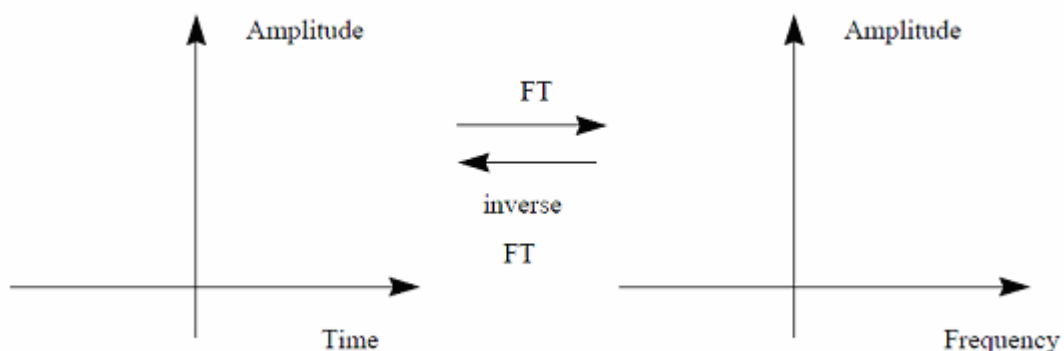 Amplitude
Amplitude
FT
inverse
FT
Time
Frequency